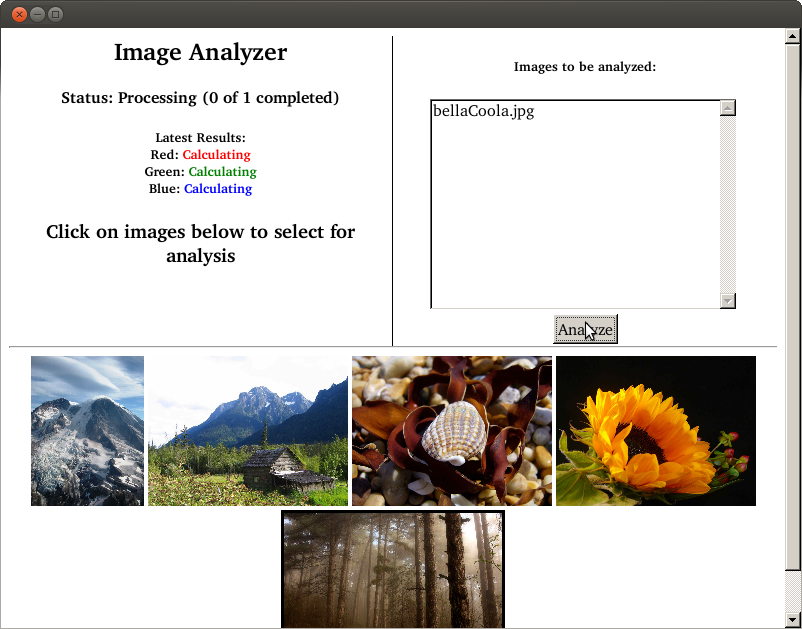 Image Analyzer
Status: Processing (0 of 1 completed)
Latest Results:
Red: Calculating
Green: Calculating
Blue: Calculating
Click on images below to select for
analysis
Images to be analyzed:
bellaCoola.jpg
Analyze